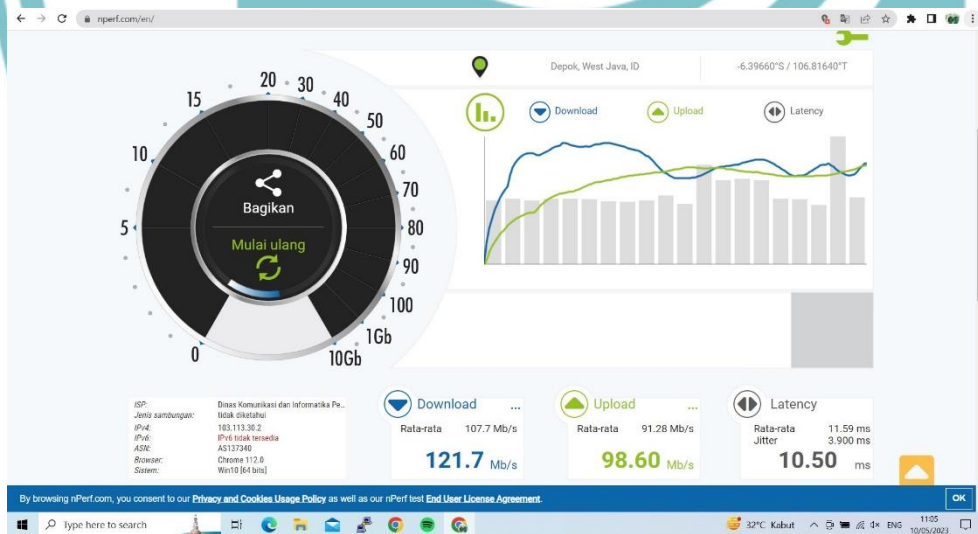 nperf.com/en/
Depok, West Java, ID
-6.39660°S / 106.81640°T
Download
Upload
Latency
0
5
10
15
20
30
40
50
60
70
80
90
100
1Gb
10Gb
Bagikan
Mulai ulang
ISP: Dinas Komunikasi dan Informatika Pe...
Jenis sambungan: tidak diketahui
IPv4: 103.113.30.2
IPv6: IPv6 tidak tersedia
ASN: AS137340
Browser: Chrome 112.0
Sistem: Win10 [64 bits]
Download ...
Rata-rata 107.7 Mb/s
121.7 Mb/s
Upload ...
Rata-rata 91.28 Mb/s
98.60 Mb/s
Latency
Rata-rata 11.59 ms
Jitter 3.900 ms
10.50 ms
By browsing nPerf.com, you consent to our Privacy and Cookies Usage Policy as well as our nPerf test End User License Agreement.
OK
Type here to search
32°C Kabut
ENG
11:05
10/05/2023